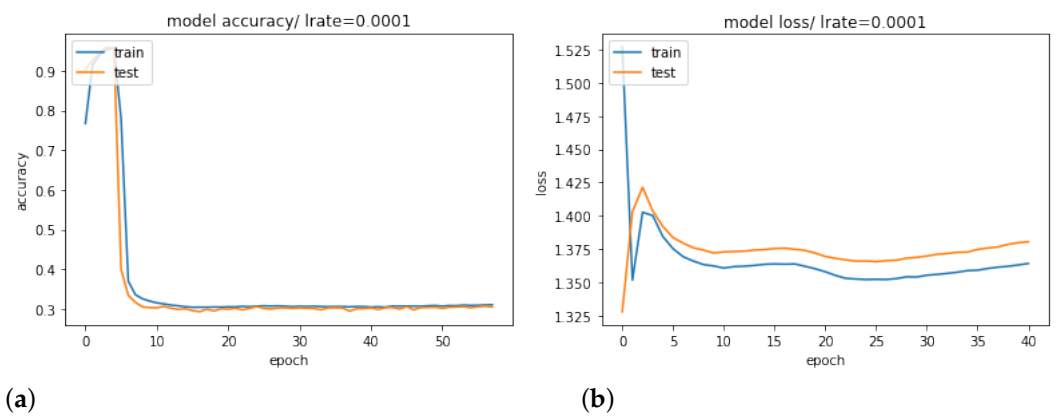 model accuracy/ lrate=0.0001
train
test
0.9
0.8
0.7
0.6
0.5
0.4
0.3
accuracy
0 10 20 30 40 50
epoch
(a)
model loss/ lrate=0.0001
train
test
1.525
1.500
1.475
1.450
1.425
1.400
1.375
1.350
1.325
loss
0 5 10 15 20 25 30 35 40
epoch
(b)